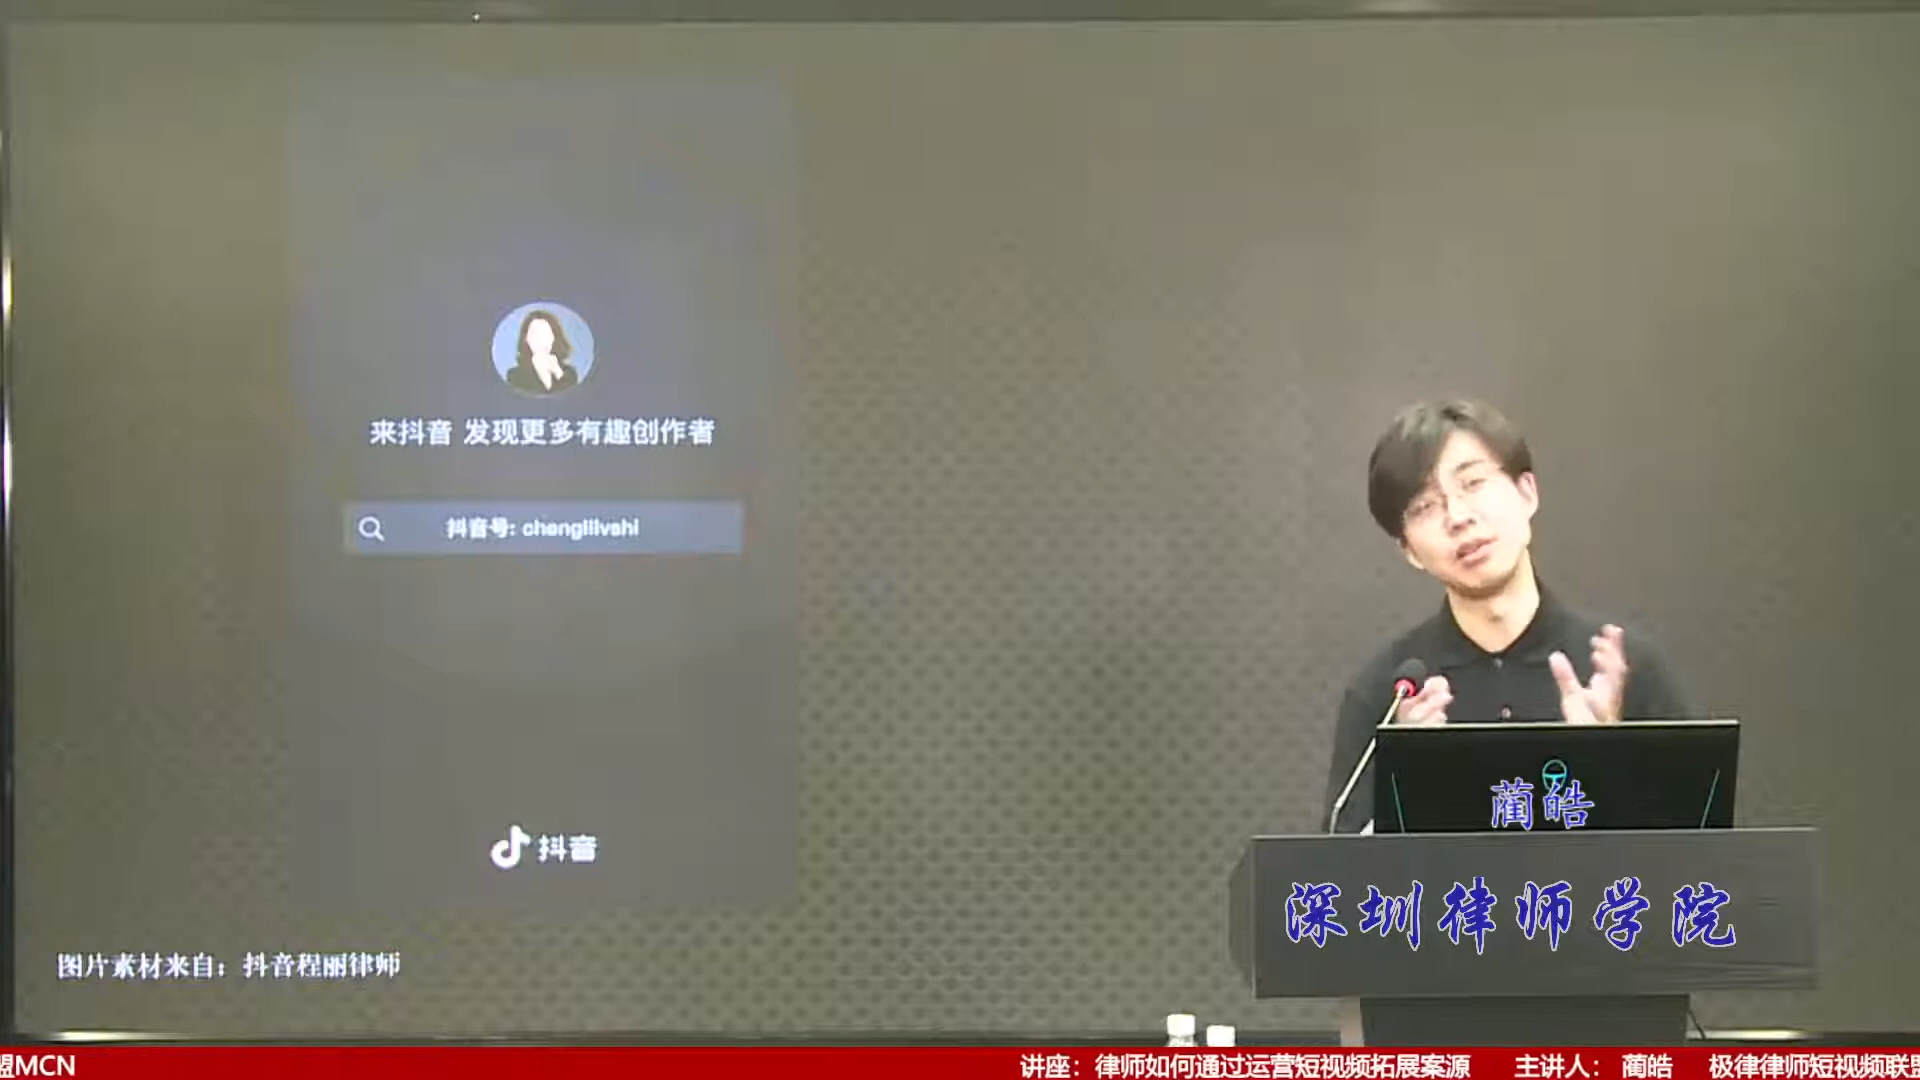 来抖音 发现更多有趣创作者
抖音号: chenglilvshi
抖音
图片素材来自：抖音程丽律师
蔺皓
深圳律师学院
盟MCN
讲座：律师如何通过运营短视频拓展案源 主讲人： 蔺皓 极律律师短视频联盟